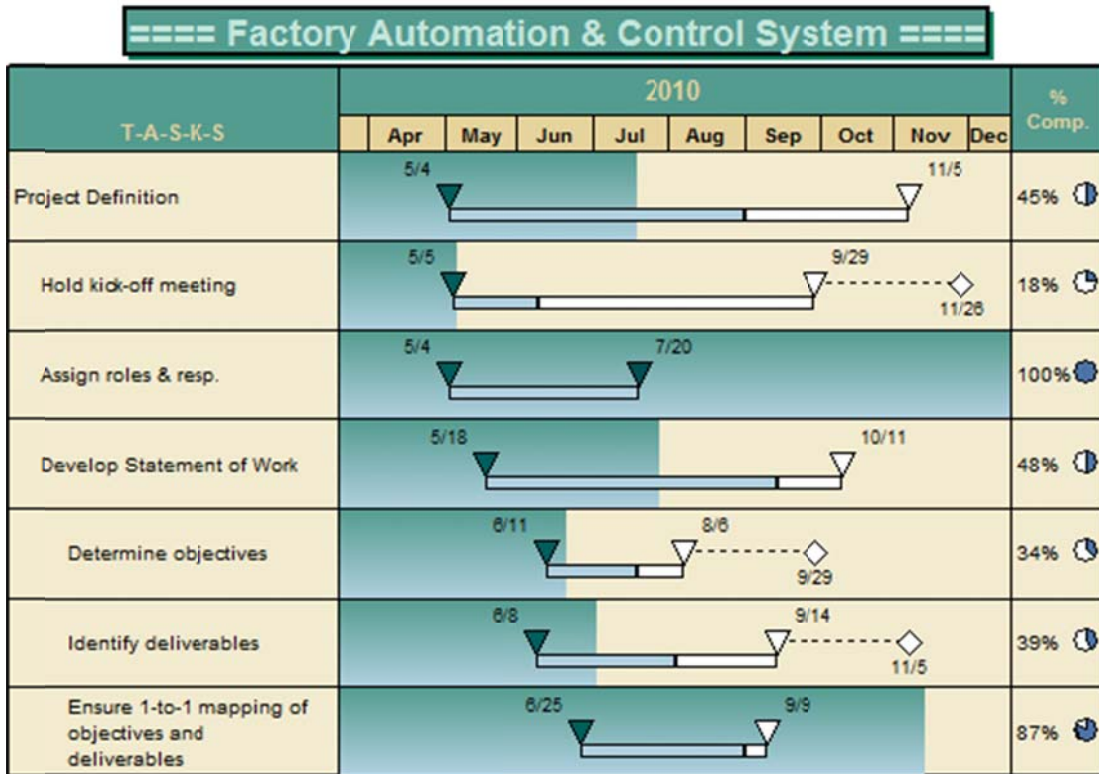 ==== Factory Automation & Control System ====
T-A-S-K-S
2010
% Comp.
Apr May Jun Jul Aug Sep Oct Nov Dec
5/4 11/5
Project Definition 45%
5/5 9/29
Hold kick-off meeting 18%
11/26
5/4 7/20
Assign roles & resp. 100%
5/18 10/11
Develop Statement of Work 48%
6/11 8/6
Determine objectives 34%
9/29
6/8 9/14
Identify deliverables 39%
11/5
6/25 9/9
Ensure 1-to-1 mapping of
objectives and
deliverables 87%